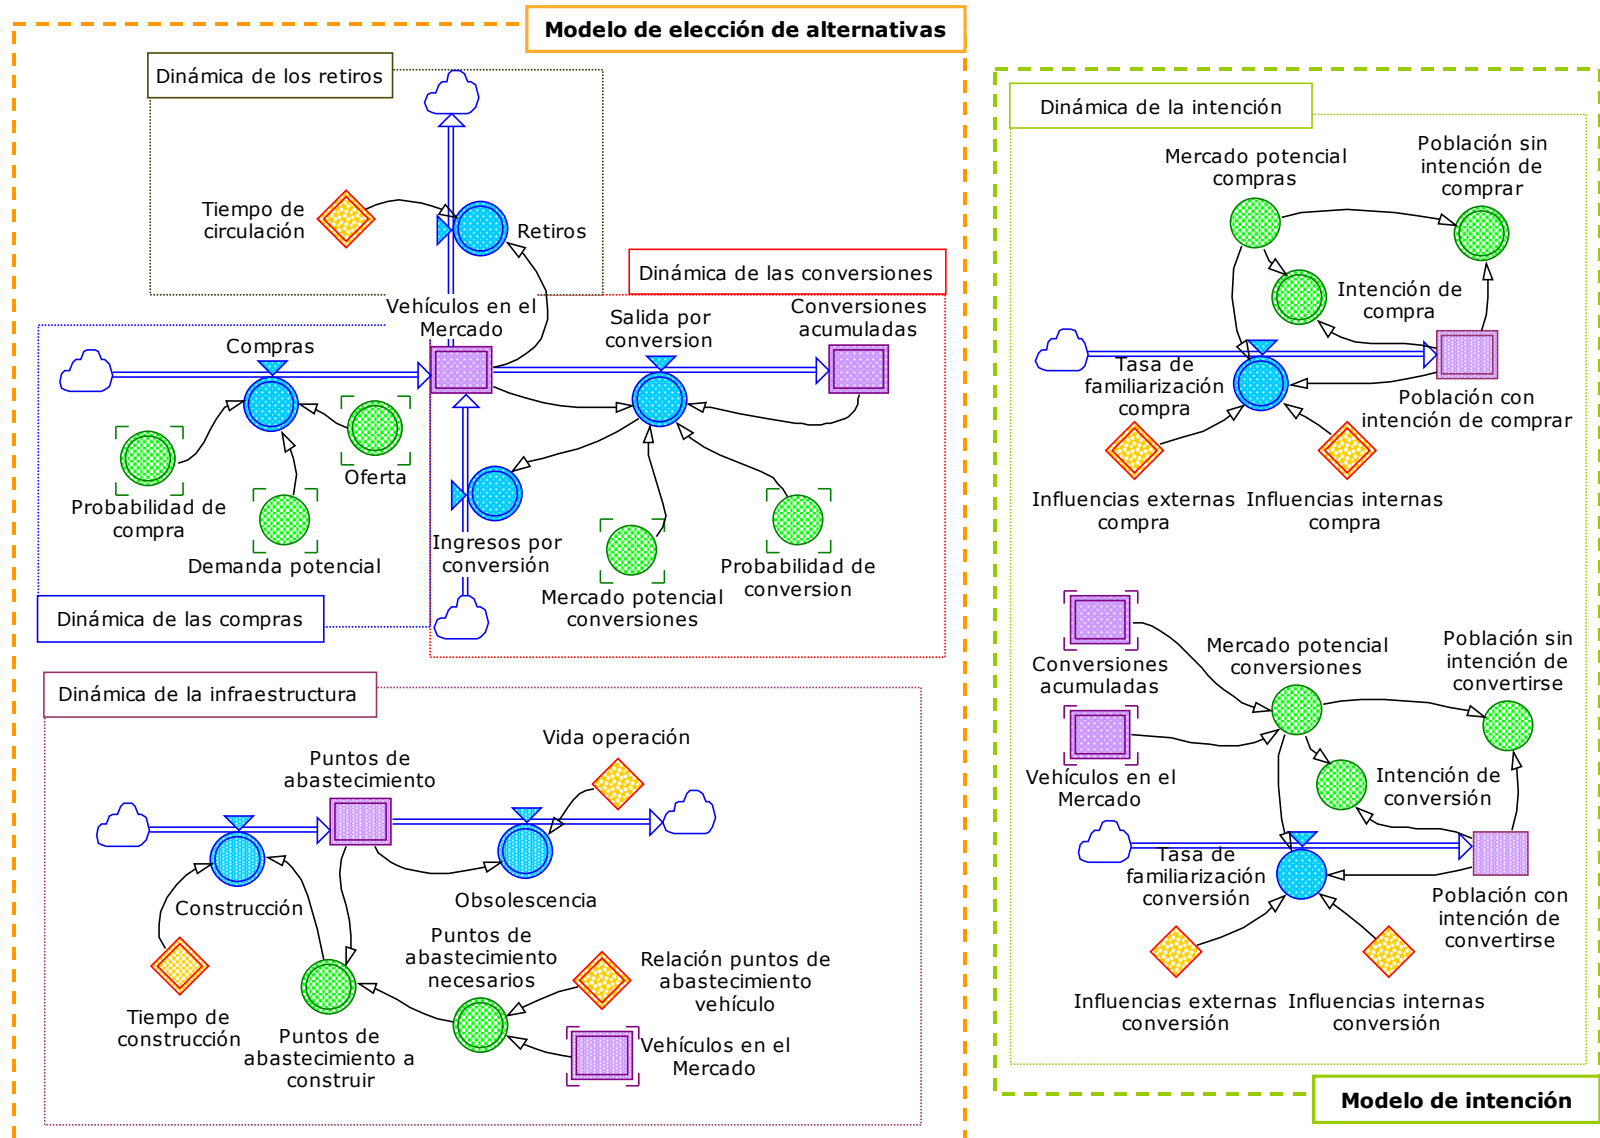 Modelo de elección de alternativas
Dinámica de los retiros
Tiempo de
circulación
Retiros
Dinámica de las conversiones
Vehículos en el
Mercado
Salida por
conversion
Conversiones
acumuladas
Compras
Probabilidad de
compra
Oferta
Demanda potencial
Ingresos por
conversión
Mercado potencial
conversiones
Probabilidad de
conversion
Dinámica de las compras
Dinámica de la infraestructura
Puntos de
abastecimiento
Vida operación
Construcción
Obsolescencia
Tiempo de
construcción
Puntos de
abastecimiento
necesarios
Relación puntos de
abastecimiento
vehículo
Puntos de
abastecimiento a
construir
Vehículos en el
Mercado
Dinámica de la intención
Mercado potencial
compras
Población sin
intención de
comprar
Intención de
compra
Tasa de
familiarización
compra
Población con
intención de comprar
Influencias externas
compra
Influencias internas
compra
Conversiones
acumuladas
Mercado potencial
conversiones
Población sin
intención de
convertirse
Vehículos en el
Mercado
Intención de
conversión
Tasa de
familiarización
conversión
Población con
intención de
convertirse
Influencias externas
conversión
Influencias internas
conversión
Modelo de intención